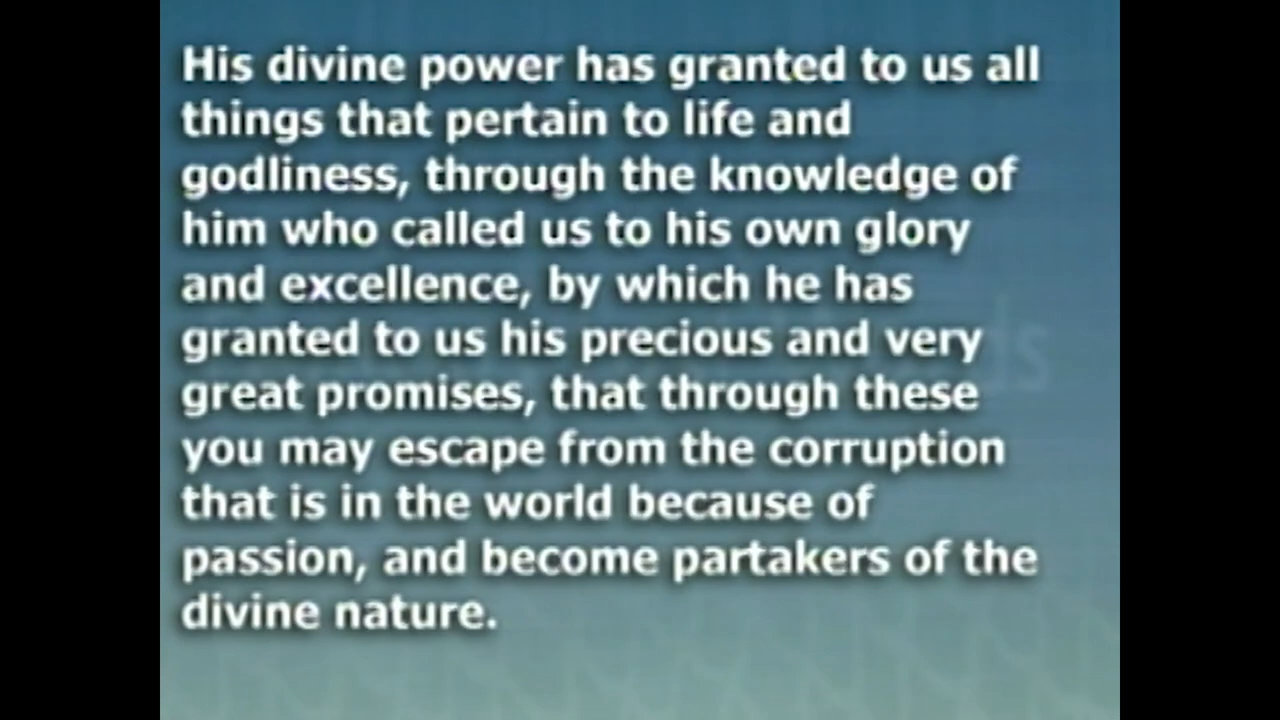 His divine power has granted to us all
things that pertain to life and
godliness, through the knowledge of
him who called us to his own glory
and excellence, by which he has
granted to us his precious and very
great promises, that through these
you may escape from the corruption
that is in the world because of
passion, and become partakers of the
divine nature.